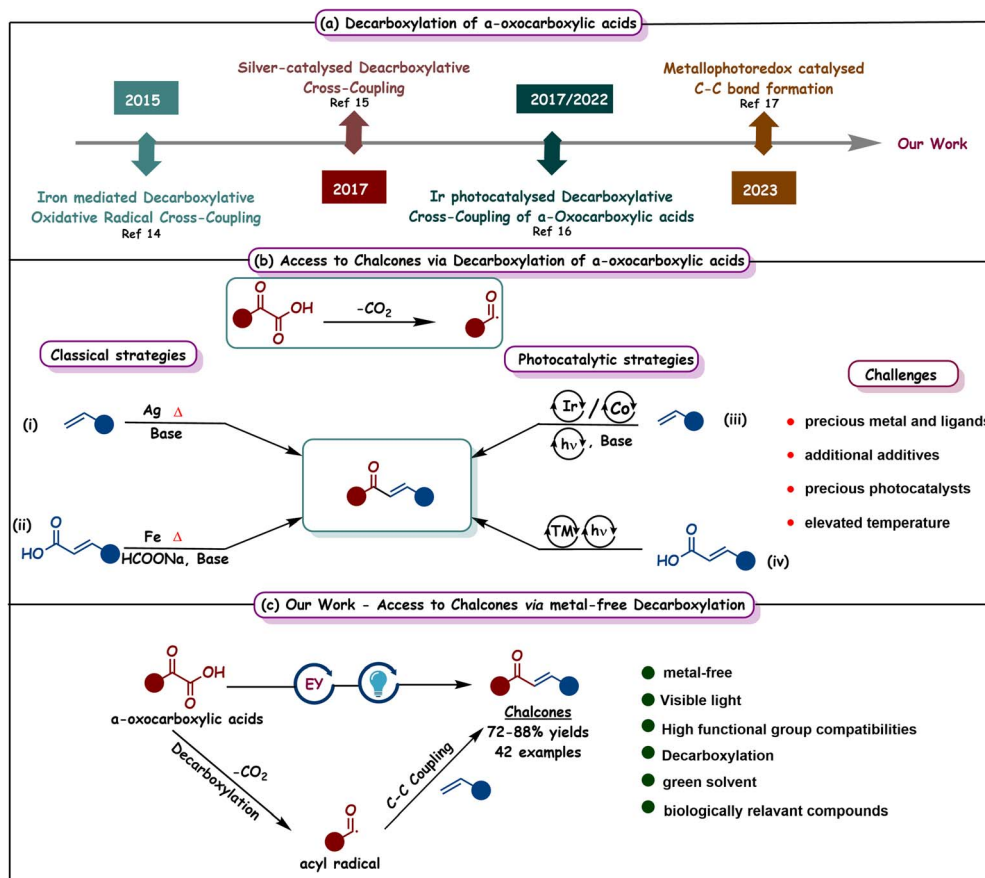 (a) Decarboxylation of a-oxocarboxylic acids
2015
Silver-catalysed Deacrboxylative
Cross-Coupling
Ref 15
2017/2022
Metallophotoredox catalysed
C-C bond formation
Ref 17
Our Work
Iron mediated Decarboxylative
Oxidative Radical Cross-Coupling
Ref 14
2017
Ir photocatalysed Decarboxylative
Cross-Coupling of a-Oxocarboxylic acids
Ref 16
2023
(b) Access to Chalcones via Decarboxylation of a-oxocarboxylic acids
O
OH
O
-CO2
O
Classical strategies
Photocatalytic strategies
Challenges
(i)
Ag Δ
Base
Ir / Co
hν, Base
(iii)
precious metal and ligands
additional additives
precious photocatalysts
elevated temperature
O
(ii)
O
HO
Fe Δ
HCOONa, Base
TM hν
O
HO
(iv)
(c) Our Work - Access to Chalcones via metal-free Decarboxylation
O
OH
O
a-oxocarboxylic acids
EY
O
Chalcones
72-88% yields
42 examples
Decarboxylation
-CO2
C-C Coupling
O
acyl radical
metal-free
Visible light
High functional group compatibilities
Decarboxylation
green solvent
biologically relavant compounds